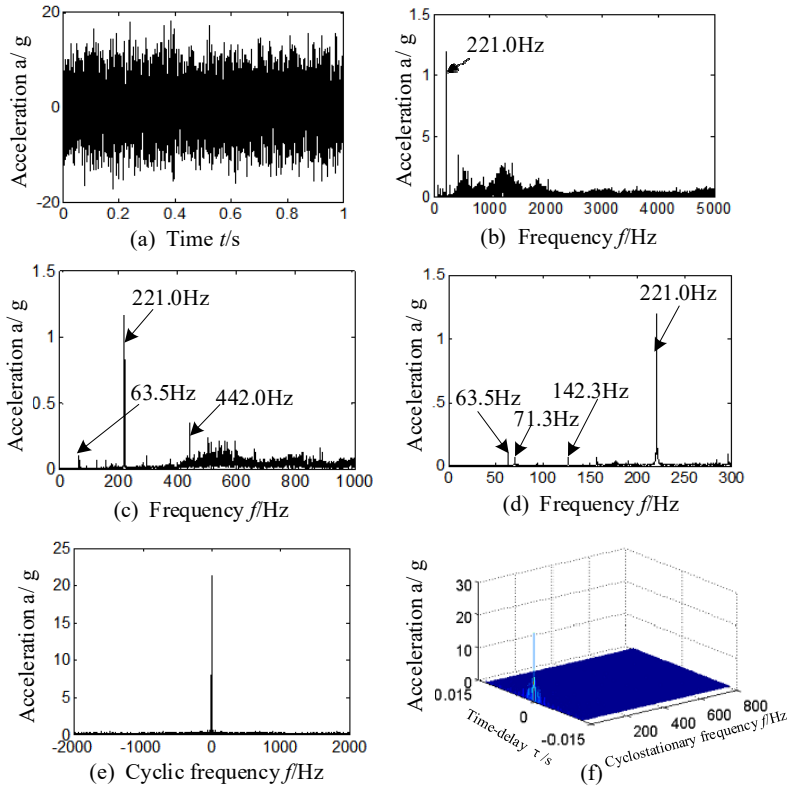 Acceleration a/ g
20
0
-20
0
0.2
0.4
0.6
0.8
1
(a) Time t/s
Acceleration a/ g
1.5
1
0.5
0
0
1000
2000
3000
4000
5000
221.0Hz
(b) Frequency f/Hz
Acceleration a/ g
1.5
1
0.5
0
0
200
400
600
800
1000
221.0Hz
63.5Hz
442.0Hz
(c) Frequency f/Hz
Acceleration a/ g
1.5
1
.5
0
0
50
100
150
200
250
300
221.0Hz
63.5Hz
71.3Hz
142.3Hz
(d) Frequency f/Hz
Acceleration a/ g
25
20
15
10
5
0
-2000
-1000
0
1000
2000
(e) Cyclic frequency f/Hz
Acceleration a/ g
30
20
10
0
0.015
0
-0.015
200
400
600
800
Time-delay τ/s
Cyclostationary frequency f/Hz
(f)